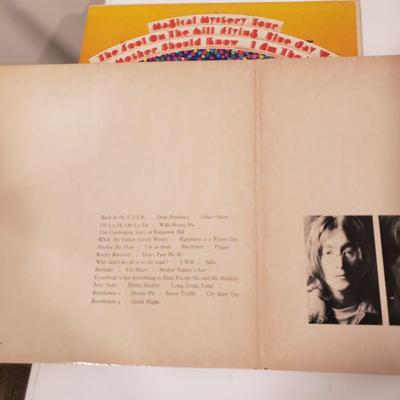 Magical Mystery Tour
The Fool On The Hill Flying Blue Jay W
Mother Should Know I Am The
Back in the U.S.S.R. Dear Prudence Glass Onion
Ob-La-Di, Ob-La-Da Wild Honey Pie
The Continuing Story of Bungalow Bill
While My Guitar Gently Weeps Happiness is a Warm Gun
Martha My Dear I'm so tired Blackbird Piggies
Rocky Raccoon Don't Pass Me By
Why don't we do it in the road? I Will Julia
Birthday Yer Blues Mother Nature's Son
Everybody's Got Something to Hide Except Me and My Monkey
Sexy Sadie Helter Skelter Long, Long, Long
Revolution 1 Honey Pie Savoy Truffle Cry Baby Cry
Revolution 9 Good Night